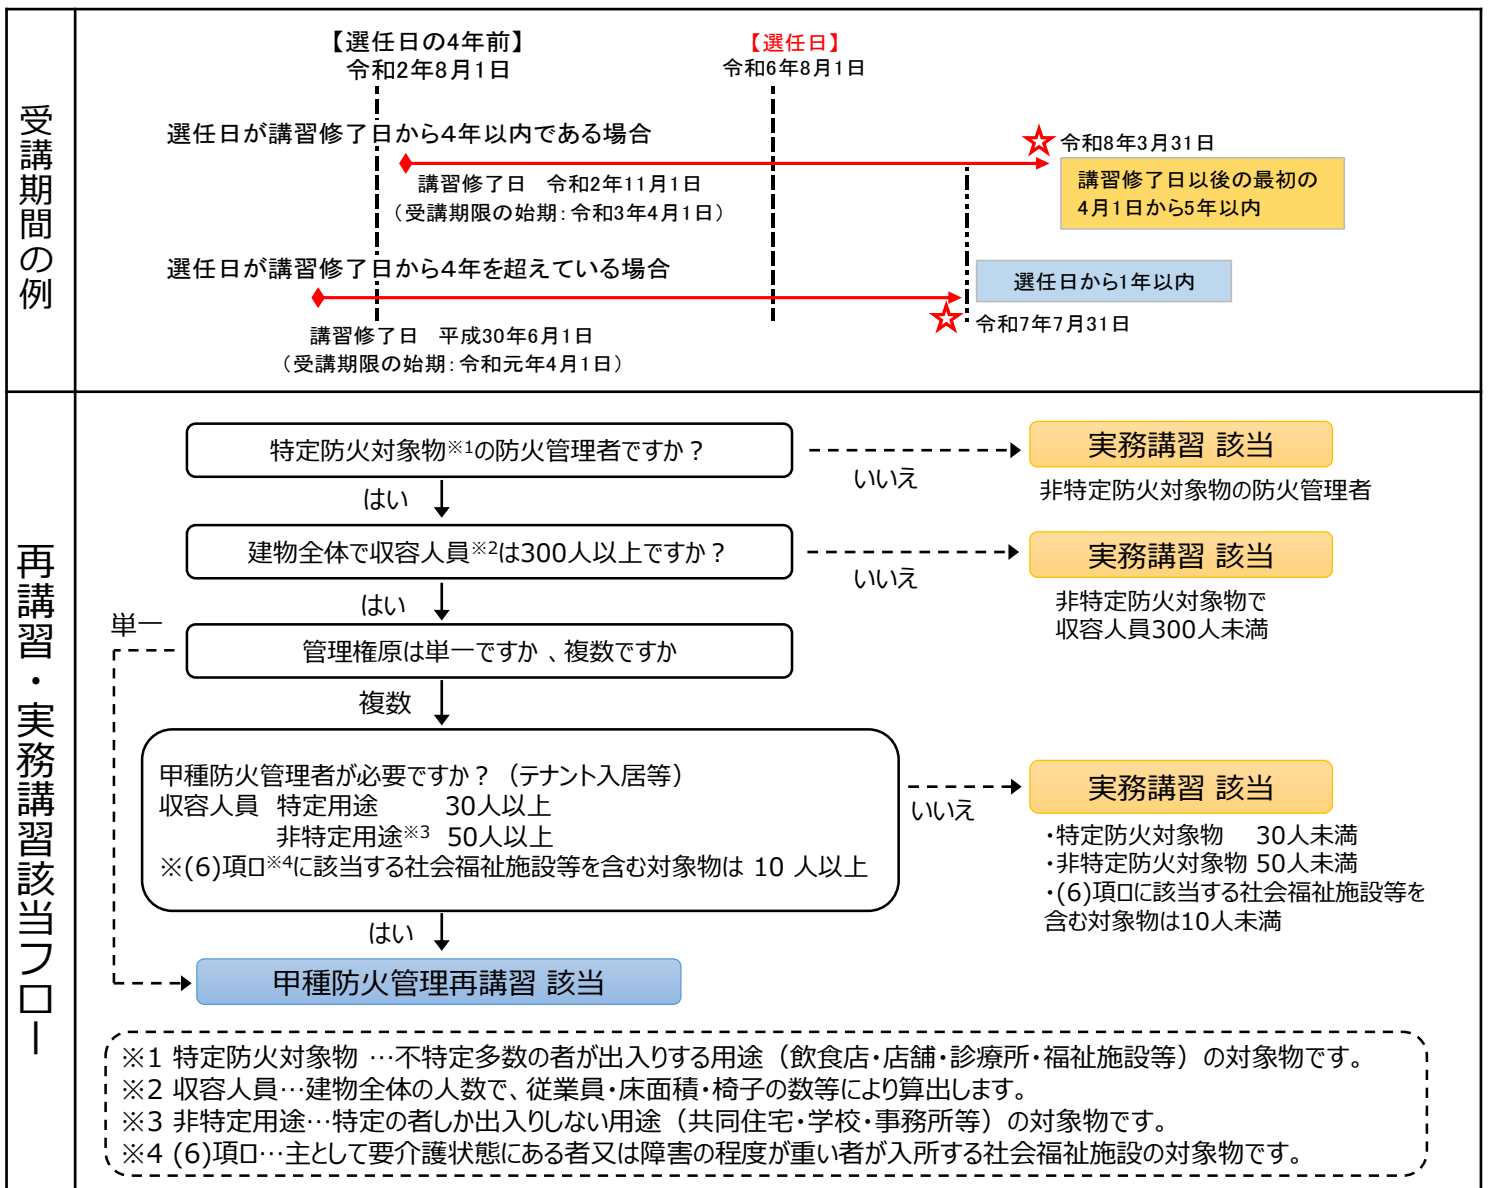 受講期間の例
【選任日の4年前】
令和2年8月1日
【選任日】
令和6年8月1日
選任日が講習修了日から4年以内である場合
令和8年3月31日
講習修了日 令和2年11月1日
（受講期限の始期：令和3年4月1日）
講習修了日以後の最初の
4月1日から5年以内
選任日が講習修了日から4年を超えている場合
選任日から1年以内
令和7年7月31日
講習修了日 平成30年6月1日
（受講期限の始期：令和元年4月1日）
再講習・実務講習該当フロー
特定防火対象物※1の防火管理者ですか？
いいえ
実務講習 該当
非特定防火対象物の防火管理者
はい
建物全体で収容人員※2は300人以上ですか？
いいえ
実務講習 該当
非特定防火対象物で
収容人員300人未満
はい
単一
管理権原は単一ですか 、複数ですか
複数
甲種防火管理者が必要ですか？（テナント入居等）
収容人員 特定用途 30人以上
非特定用途※3 50人以上
※(6)項ロ※4に該当する社会福祉施設等を含む対象物は 10 人以上
いいえ
実務講習 該当
・特定防火対象物 30人未満
・非特定防火対象物 50人未満
・(6)項ロに該当する社会福祉施設等を
含む対象物は10人未満
はい
甲種防火管理再講習 該当
※1 特定防火対象物 …不特定多数の者が出入りする用途（飲食店・店舗・診療所・福祉施設等）の対象物です。
※2 収容人員…建物全体の人数で、従業員・床面積・椅子の数等により算出します。
※3 非特定用途…特定の者しか出入りしない用途（共同住宅・学校・事務所等）の対象物です。
※4 (6)項ロ…主として要介護状態にある者又は障害の程度が重い者が入所する社会福祉施設の対象物です。